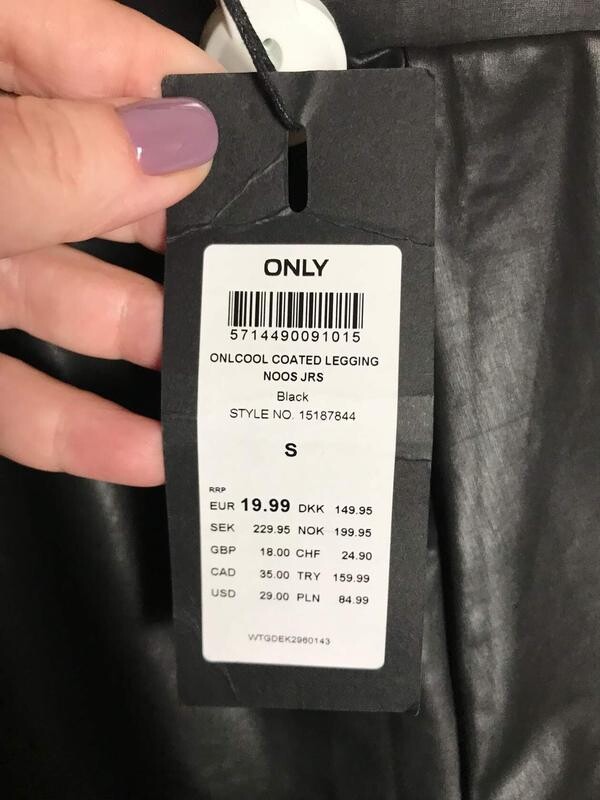 ONLY
5714490091015
ONLCOOL COATED LEGGING
NOOS JRS
Black
STYLE NO. 15187844
S
RRP
EUR 19.99 DKK 149.95
SEK 229.95 NOK 199.95
GBP 18.00 CHF 24.90
CAD 35.00 TRY 159.99
USD 29.00 PLN 84.99
WTGDEK2960143